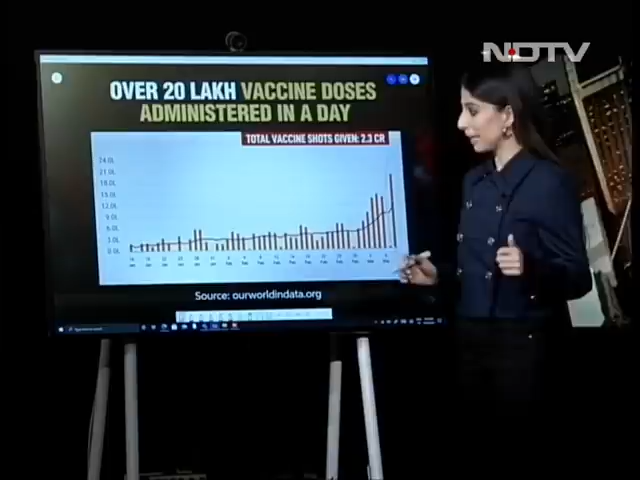 NDTV
OVER 20 LAKH VACCINE DOSES
ADMINISTERED IN A DAY
TOTAL VACCINE SHOTS GIVEN: 2.3 CR
24.0L
21.0L
18.0L
15.0L
12.0L
9.0L
6.0L
3.0L
0.0L
Source: ourworldindata.org